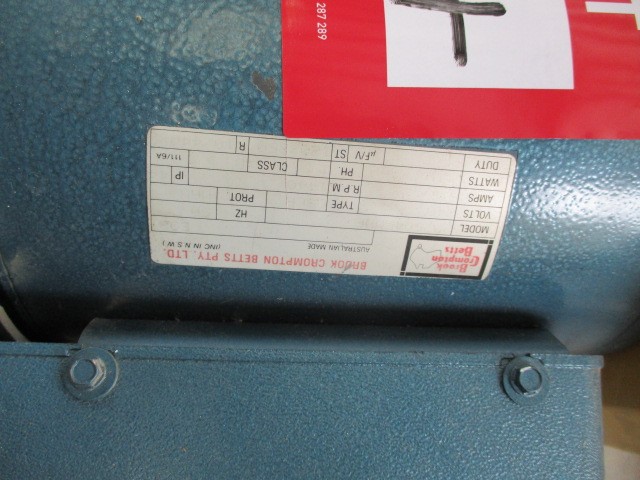 Brook
Crompton
Betts
BROOK CROMPTON BETTS PTY. LTD.
AUSTRALIAN MADE (INC IN N.S.W.)
MODEL
VOLTS HZ
AMPS TYPE PROT
WATTS R.P.M IP
DUTY PH CLASS 111/6A
µF/V ST R
287 289